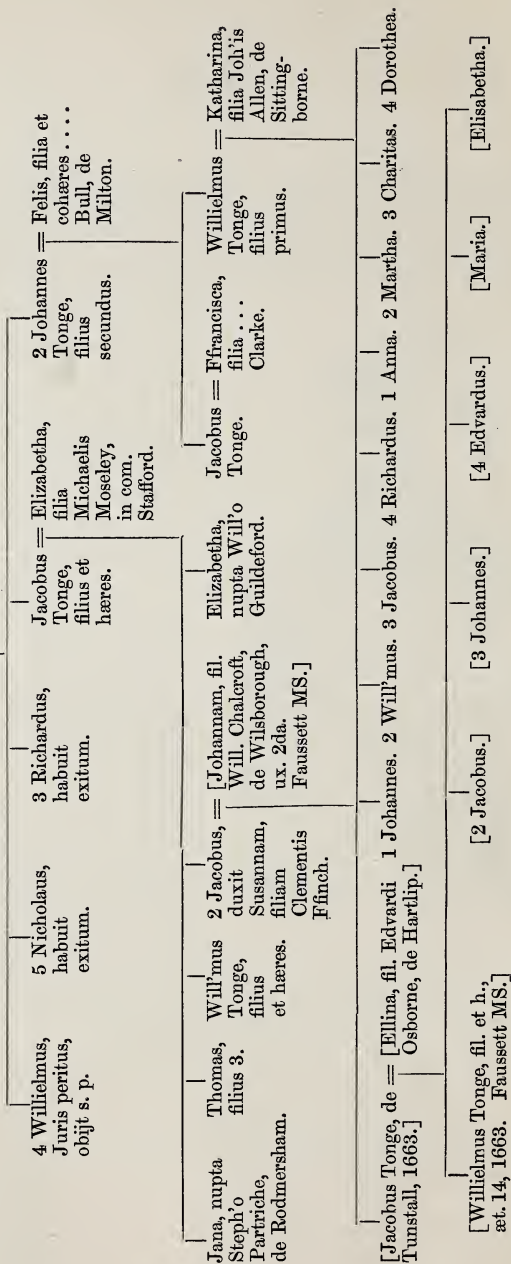 4 Willielmus,
Juris peritus,
obijt s. p.
5 Nicholaus,
habuit
exitum.
3 Richardus,
habuit
exitum.
Jacobus
Tonge,
filius et
hæres.
= Elizabetha,
filia
Michaelis
Moseley,
in com.
Stafford.
2 Johannes
Tonge,
filius
secundus.
= Felis, filia et
cohæres ....
Bull, de
Milton.
Jana, nupta
Steph'o
Partriche,
de Rodmersham.
Thomas,
filius 3.
Will'mus
Tonge,
filius
et hæres.
2 Jacobus,
duxit
Susannam,
filiam
Clementis
Ffinch.
= [Johannam, fil.
Will. Chalcroft,
de Wilsborough,
ux. 2da.
Faussett MS.]
Elizabetha,
nupta Will'o
Guildeford.
Jacobus
Tonge.
= Ffrancisca,
filia ...
Clarke.
Willielmus
Tonge,
filius
primus.
= Katharina,
filia Joh'is
Allen, de
Sitting-
borne.
[Jacobus Tonge, de
Tunstall, 1663.]
= [Ellina, fil. Edvardi
Osborne, de Hartlip.]
1 Johannes. 2 Will'mus. 3 Jacobus. 4 Richardus. 1 Anna. 2 Martha. 3 Charitas. 4 Dorothea.
[Willielmus Tonge, fil. et h.,
æt. 14, 1663. Faussett MS.]
[2 Jacobus.]
[3 Johannes.]
[4 Edvardus.]
[Maria.]
[Elisabetha.]